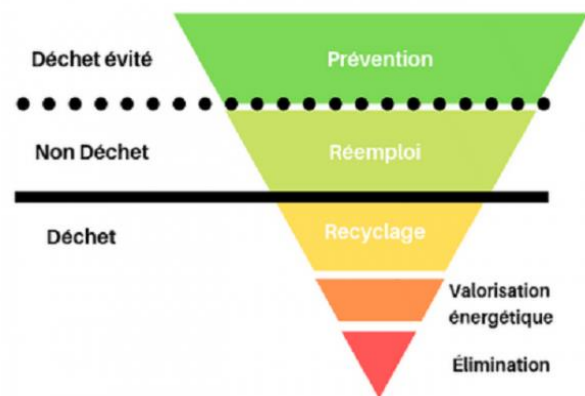 Déchet évité
Prévention
Non Déchet
Réemploi
Déchet
Recyclage
Valorisation
énergétique
Élimination